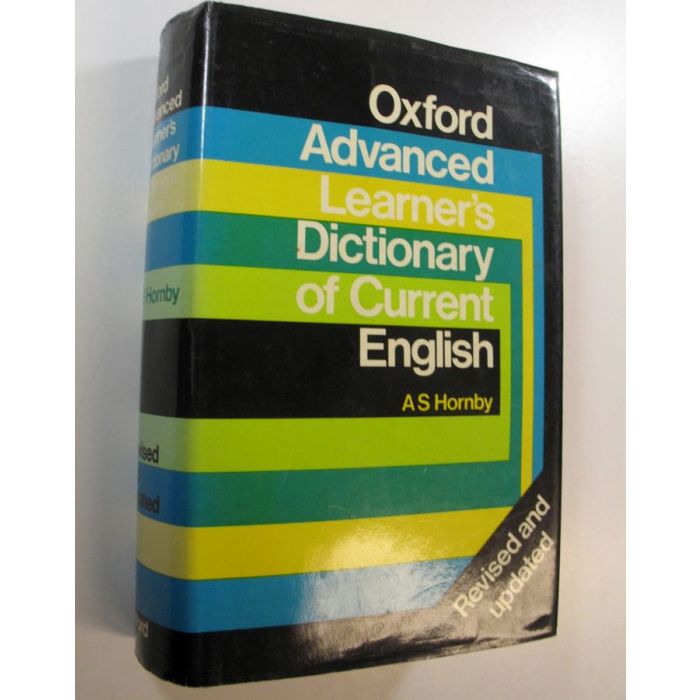 Oxford
Advanced
Learner's
Dictionary
of Current
English
A S Hornby
Revised and
updated
Hornby